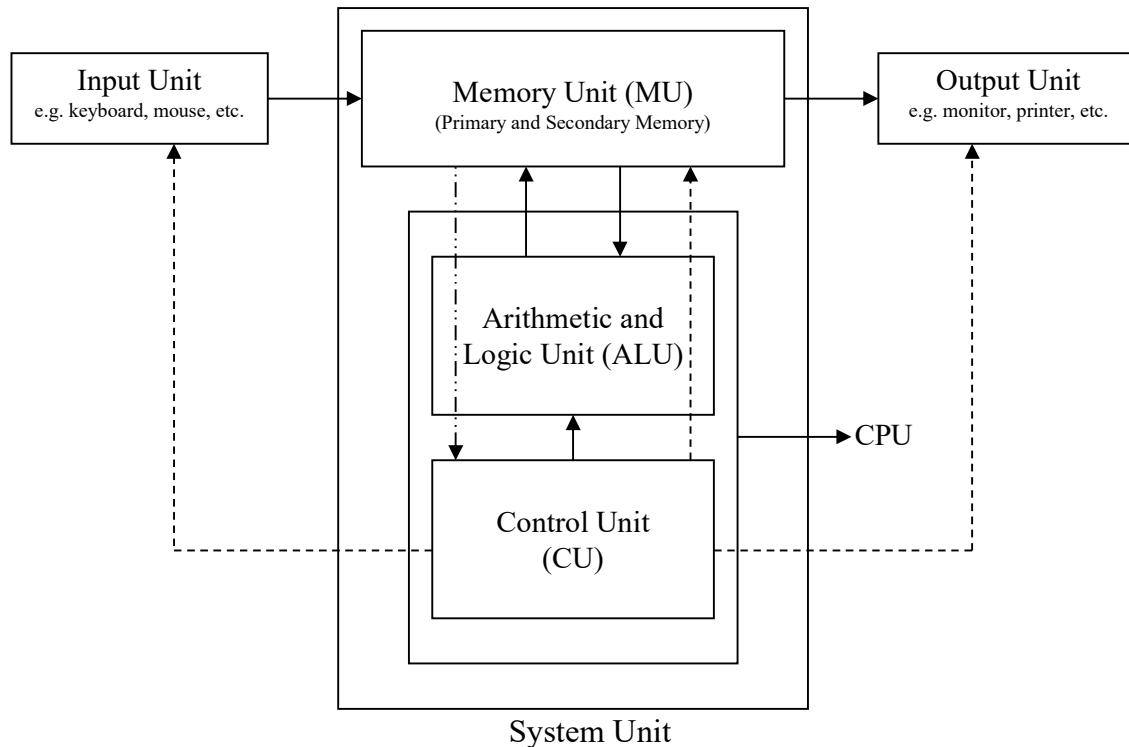 Input Unit
e.g. keyboard, mouse, etc.
Memory Unit (MU)
(Primary and Secondary Memory)
Output Unit
e.g. monitor, printer, etc.
Arithmetic and
Logic Unit (ALU)
CPU
Control Unit
(CU)
System Unit